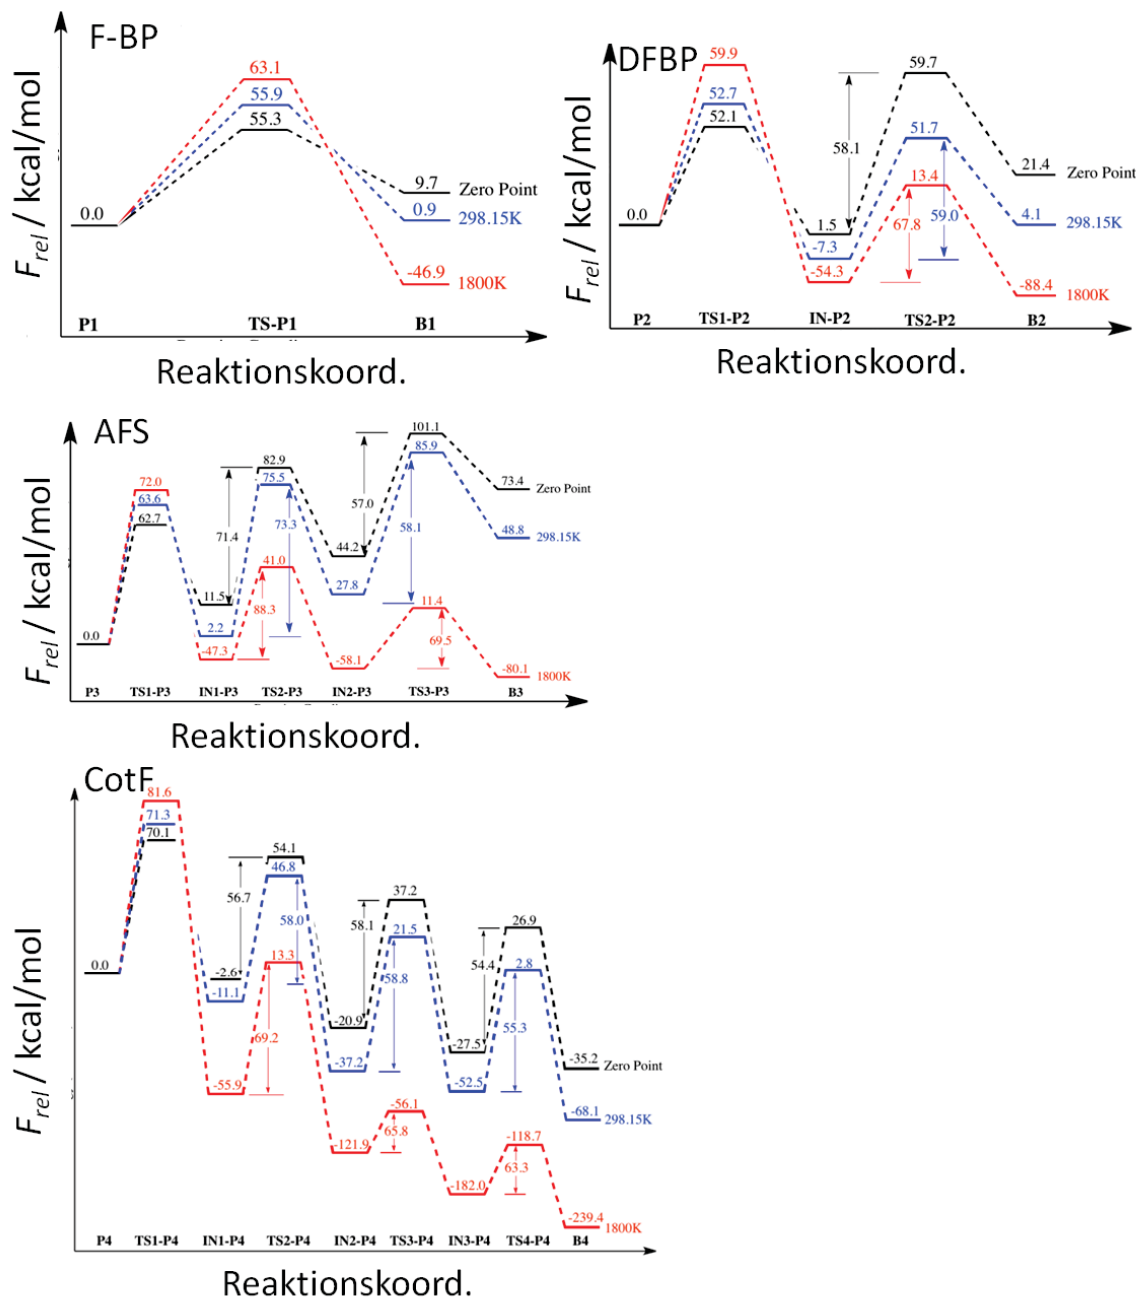 F-BP
F_rel / kcal/mol
63.1
55.9
55.3
0.0
9.7
Zero Point
0.9
298.15K
-46.9
1800K
P1 TS-P1 B1
Reaktionskoord.
DFBP
F_rel / kcal/mol
59.9
59.7
52.7
52.1
58.1
51.7
21.4
Zero Point
13.4
0.0
1.5
59.0
4.1
298.15K
67.8
-7.3
-54.3
-88.4
1800K
P2 TS1-P2 IN-P2 TS2-P2 B2
Reaktionskoord.
AFS
F_rel / kcal/mol
101.1
85.9
82.9
75.5
72.0
63.6
62.7
73.4
Zero Point
57.0
71.4
73.3
58.1
48.8
298.15K
44.2
41.0
27.8
11.5
88.3
11.4
2.2
0.0
69.5
-47.3
-58.1
-80.1
1800K
P3 TS1-P3 IN1-P3 TS2-P3 IN2-P3 TS3-P3 B3
Reaktionskoord.
CotF
F_rel / kcal/mol
81.6
71.3
70.1
54.1
46.8
56.7
58.0
37.2
58.1
21.5
26.9
54.4
13.3
0.0
-2.6
-11.1
58.8
2.8
55.3
-20.9
-37.2
69.2
-27.5
-52.5
-35.2
Zero Point
-55.9
-68.1
298.15K
-56.1
65.8
-121.9
-118.7
63.3
-182.0
-239.4
1800K
P4 TS1-P4 IN1-P4 TS2-P4 IN2-P4 TS3-P4 IN3-P4 TS4-P4 B4
Reaktionskoord.